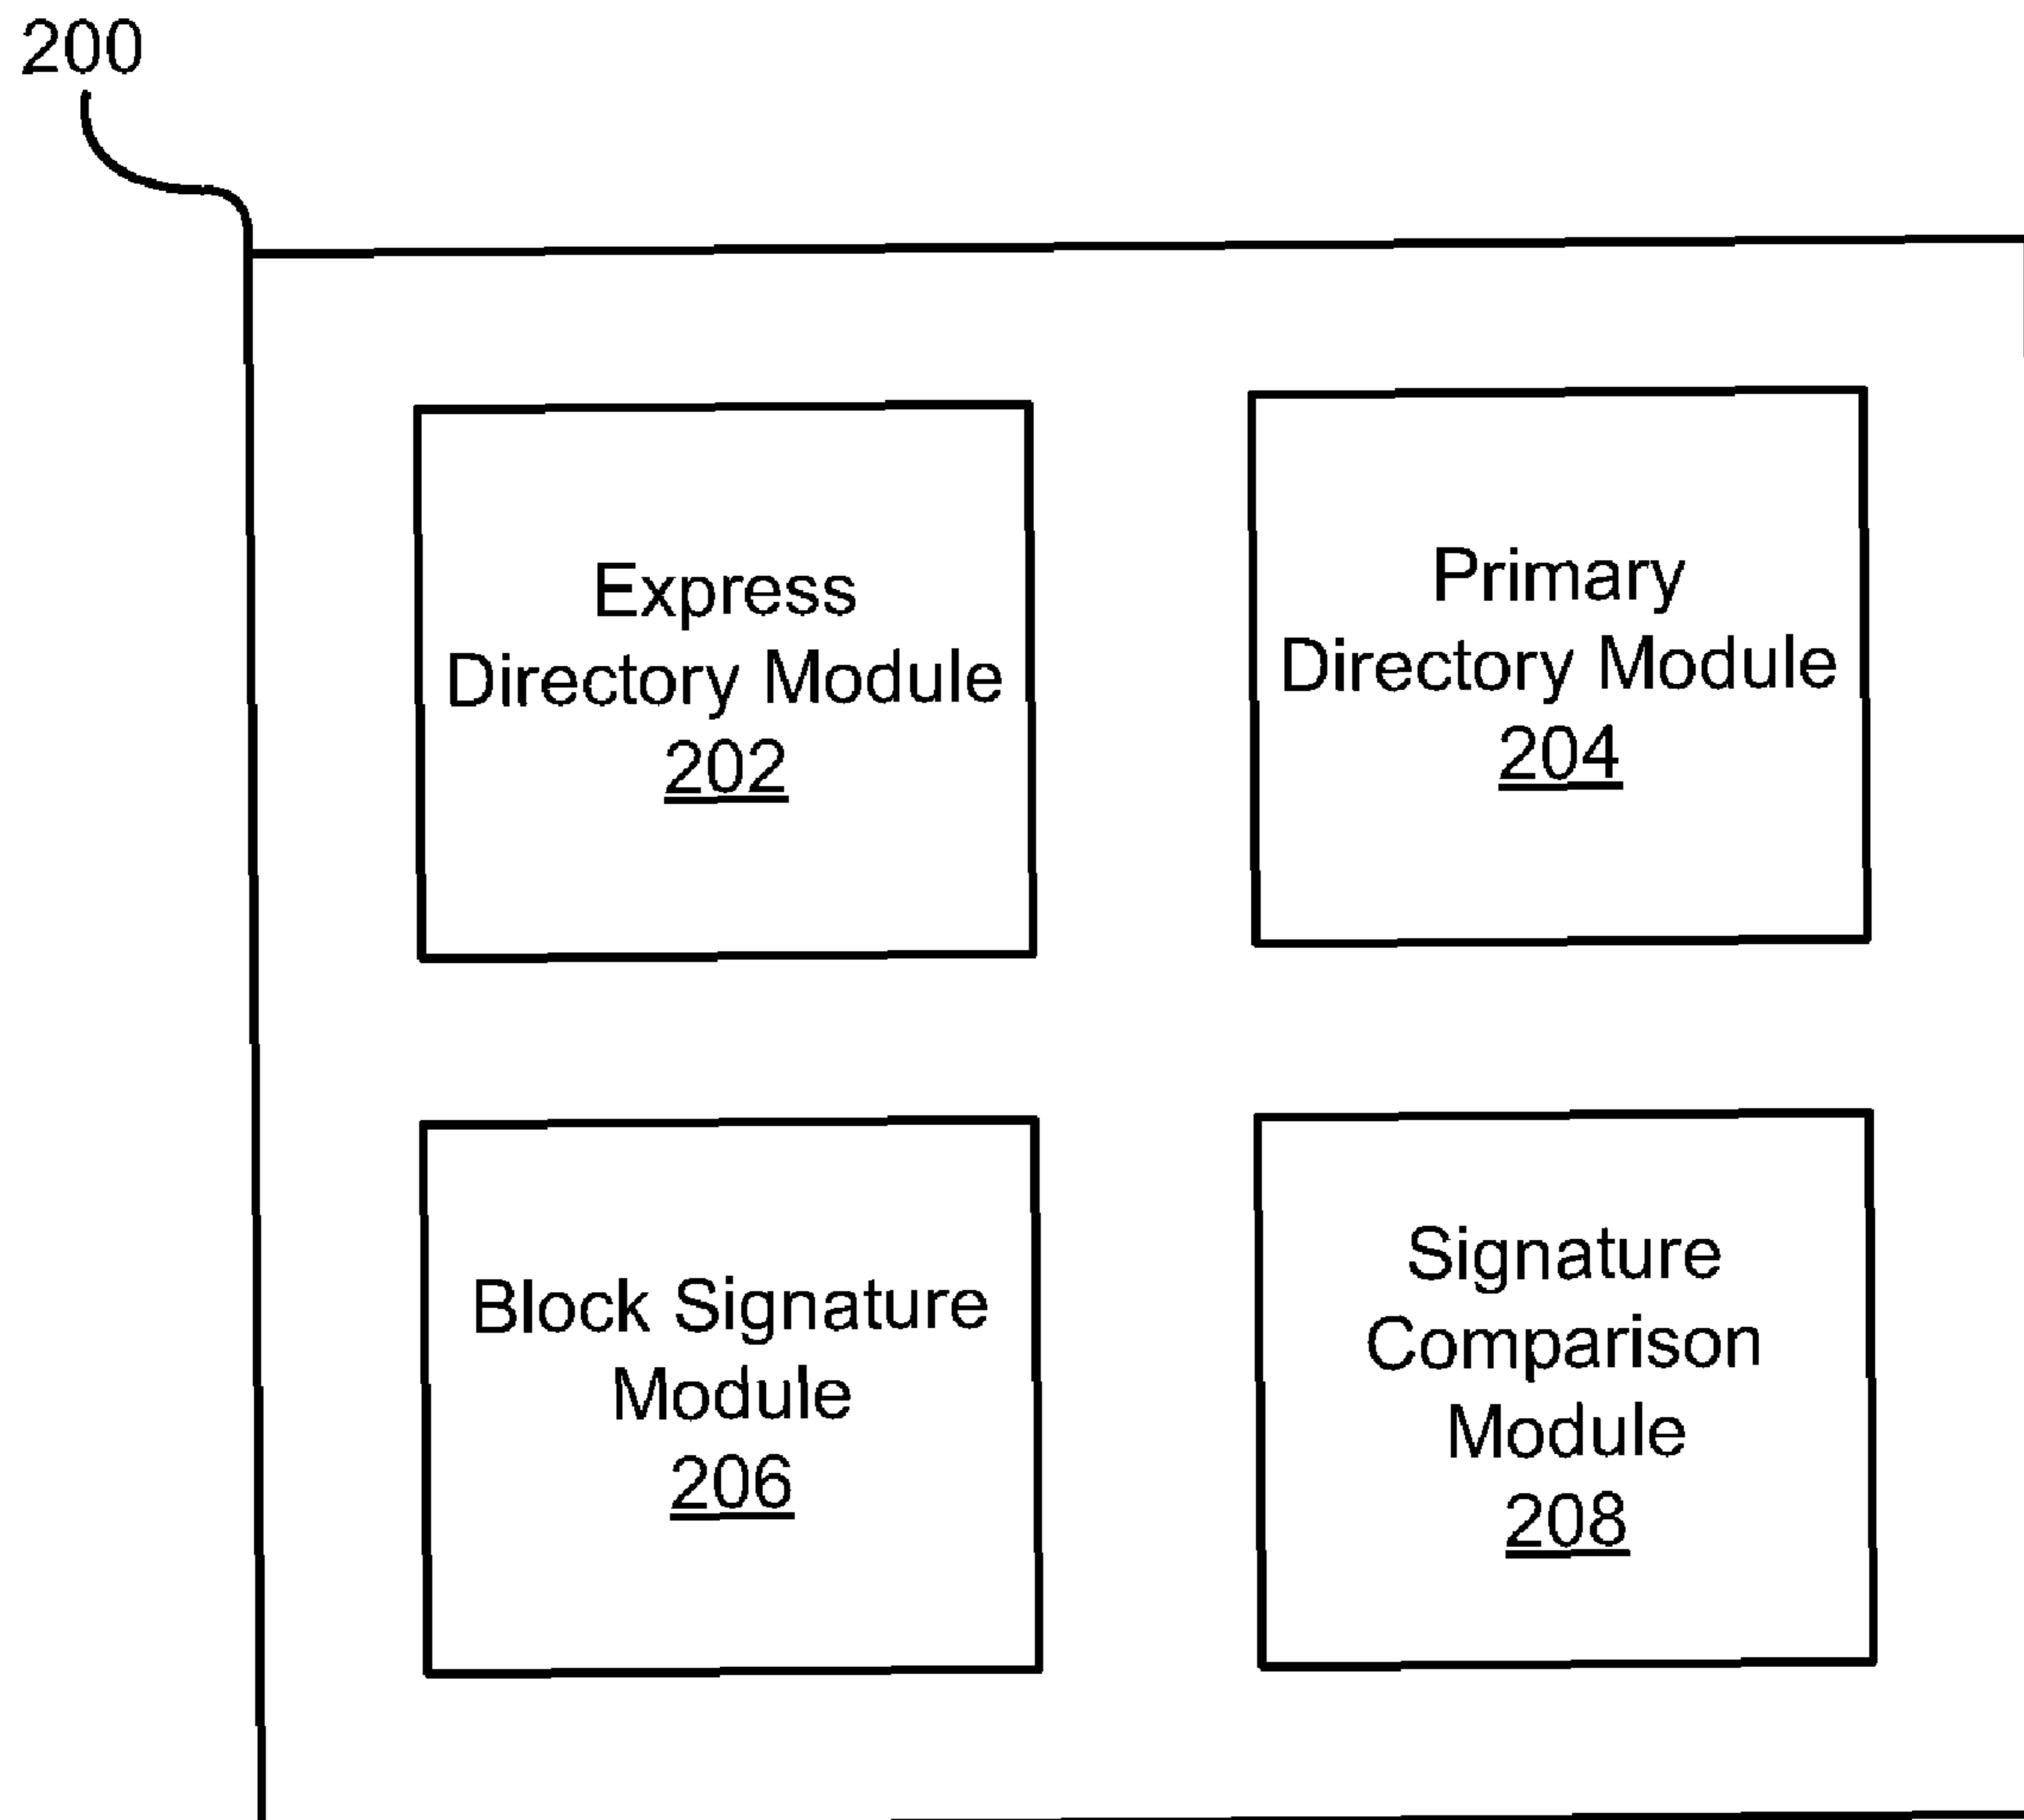 200
Express
Directory Module
202
Primary
Directory Module
204
Block Signature
Module
206
Signature
Comparison
Module
208